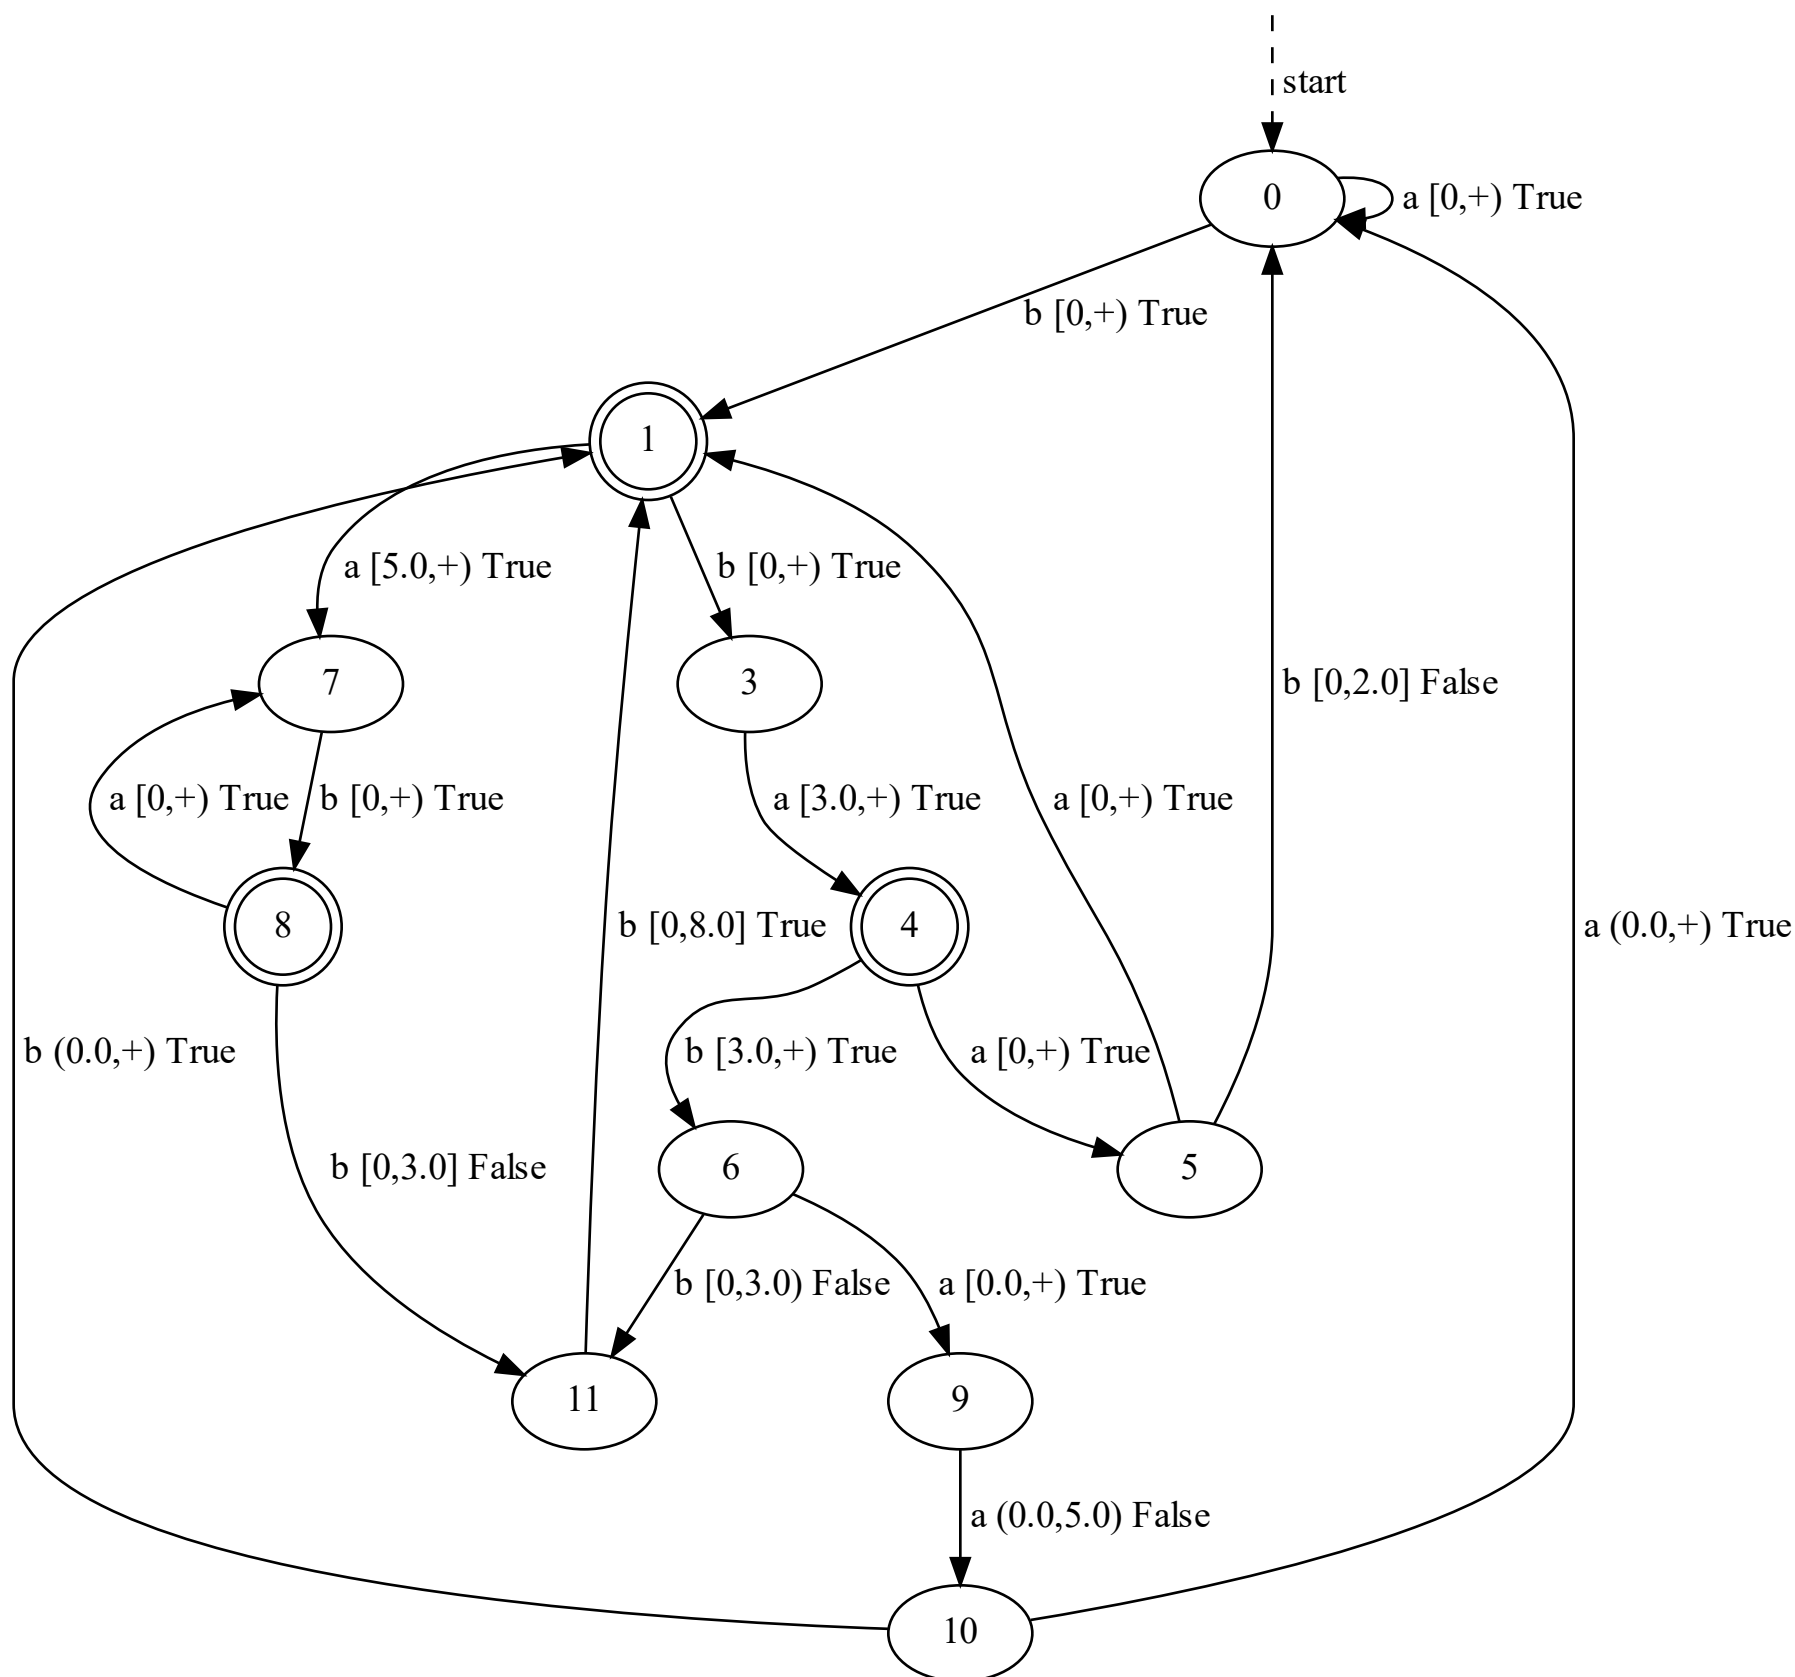 start
0
a [0,+) True
b [0,+) True
1
a [5.0,+) True
b [0,+) True
7
3
b [0,2.0] False
a [0,+) True
b [0,+) True
a [3.0,+) True
a [0,+) True
8
b [0,8.0] True
4
a (0.0,+) True
b (0.0,+) True
b [3.0,+) True
a [0,+) True
b [0,3.0] False
6
5
b [0,3.0) False
a [0.0,+) True
11
9
a (0.0,5.0) False
10